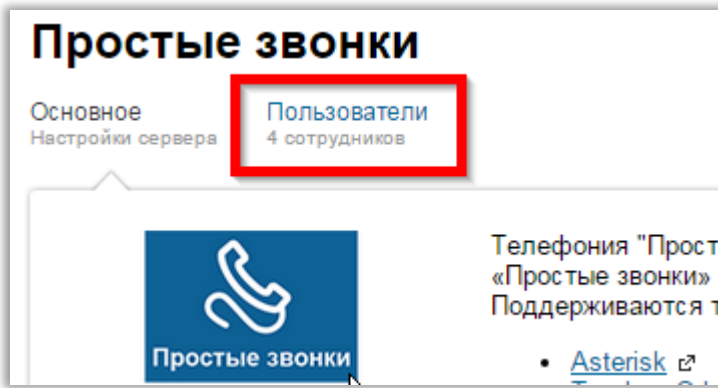 Простые звонки
Основное
Настройки сервера
Пользователи
4 сотрудников
Телефония "Прост
«Простые звонки»
Поддерживаются т
Простые звонки
Asterisk